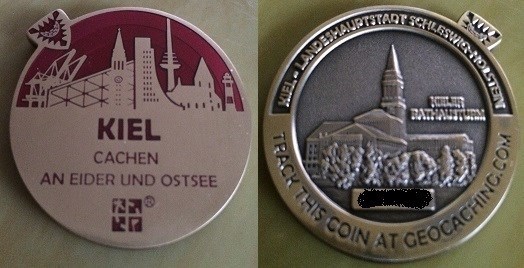 KIEL
CACHEN
AN EIDER UND OSTSEE
®
KIEL - LANDESHAUPTSTADT SCHLESWIG-HOLSTEIN
KIELER
RATHAUSTURM
TRACK THIS COIN AT GEOCACHING.COM